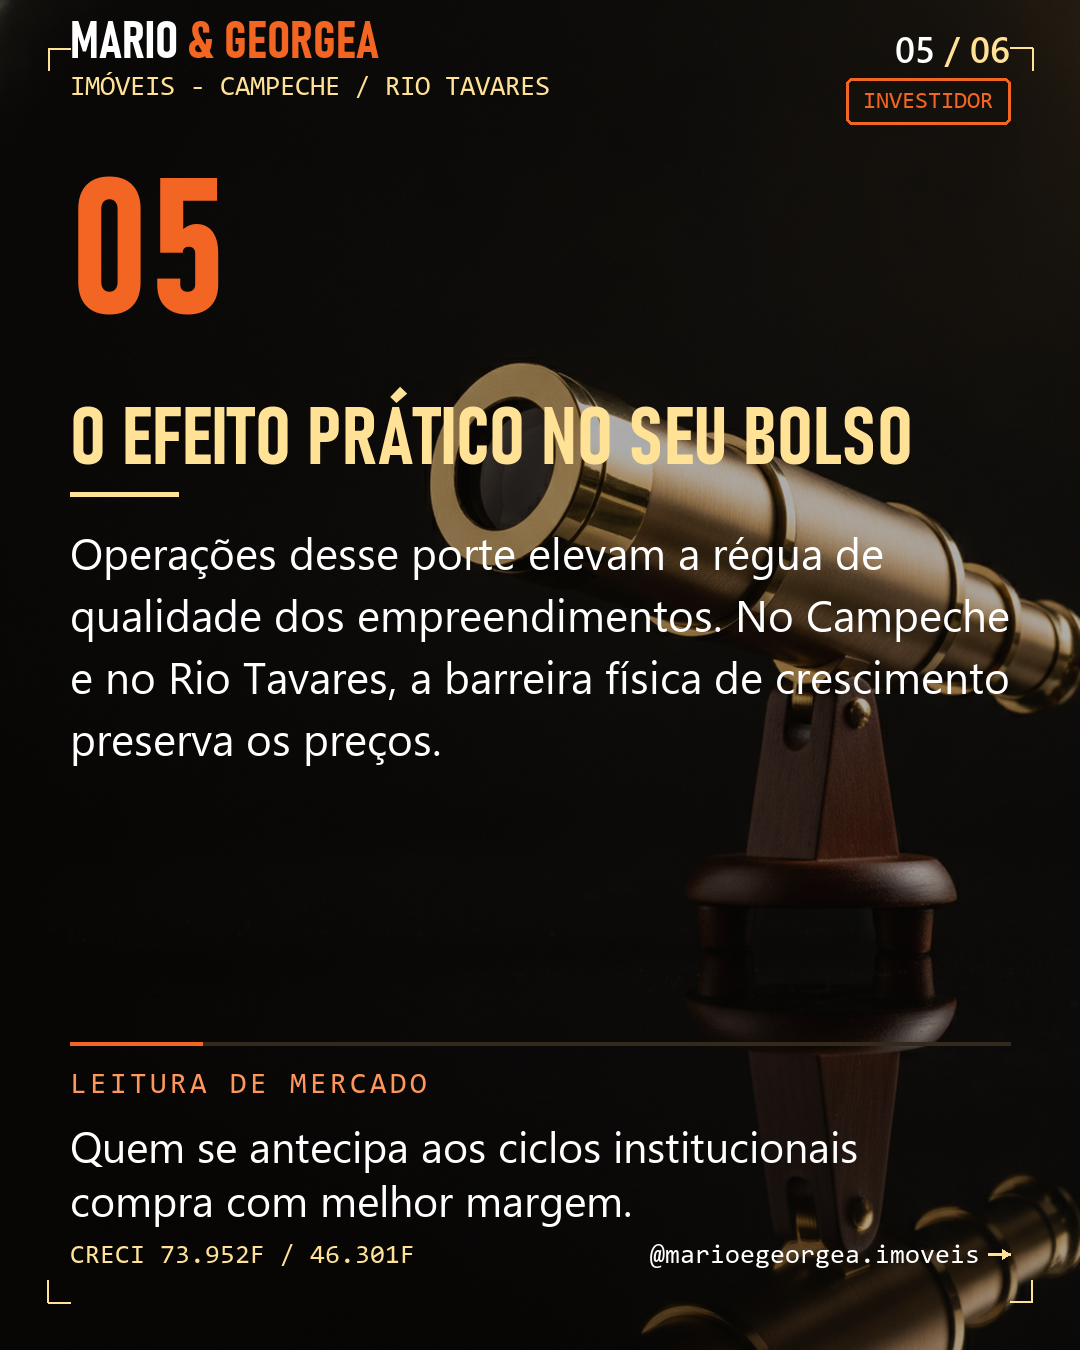 MARIO & GEORGEA
IMÓVEIS - CAMPECHE / RIO TAVARES
05 / 06
INVESTIDOR
05
O EFEITO PRÁTICO NO SEU BOLSO
Operações desse porte elevam a régua de
qualidade dos empreendimentos. No Campeche
e no Rio Tavares, a barreira física de crescimento
preserva os preços.
LEITURA DE MERCADO
Quem se antecipa aos ciclos institucionais
compra com melhor margem.
CRECI 73.952F / 46.301F
@marioegeorgea.imoveis →